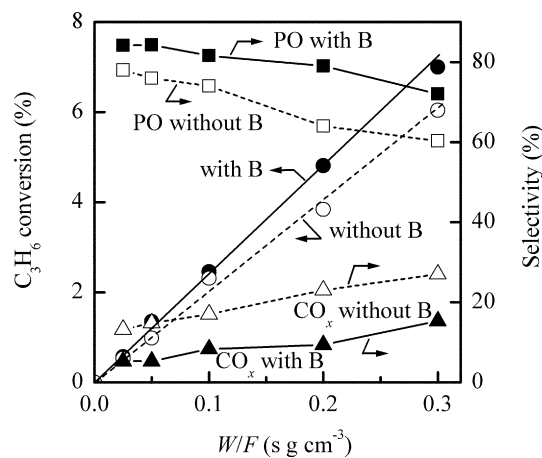 8
6
4
2
0
C3H6 conversion (%)
80
60
40
20
0
Selectivity (%)
PO with B
PO without B
with B
without B
COx without B
COx with B
0.0 0.1 0.2 0.3
W/F (s g cm-3)